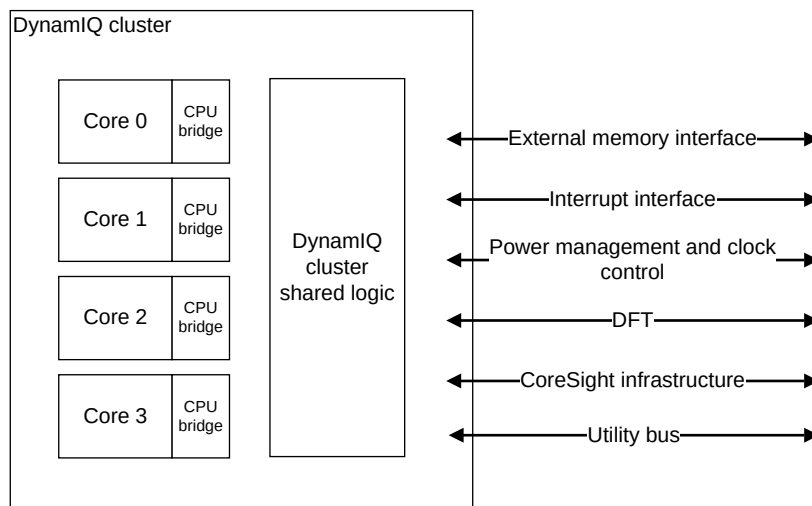 DynamIQ cluster
Core 0
CPU
bridge
Core 1
CPU
bridge
Core 2
CPU
bridge
Core 3
CPU
bridge
DynamIQ
cluster
shared logic
External memory interface
Interrupt interface
Power management and clock
control
DFT
CoreSight infrastructure
Utility bus